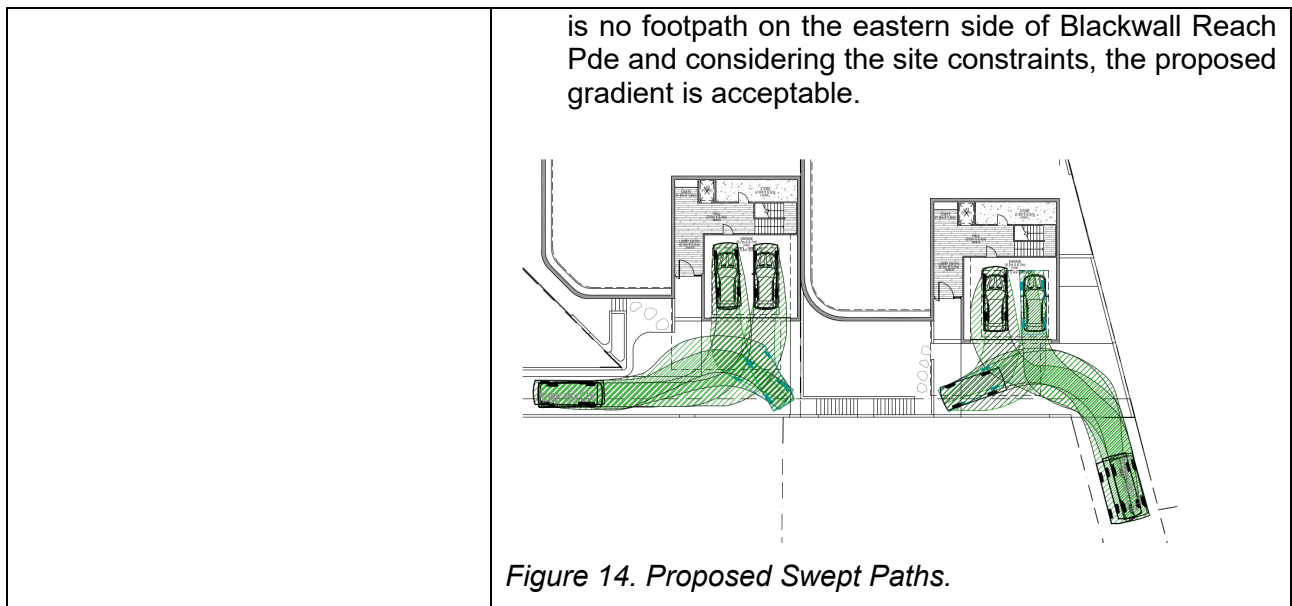 is no footpath on the eastern side of Blackwall Reach
Pde and considering the site constraints, the proposed
gradient is acceptable.
Figure 14. Proposed Swept Paths.